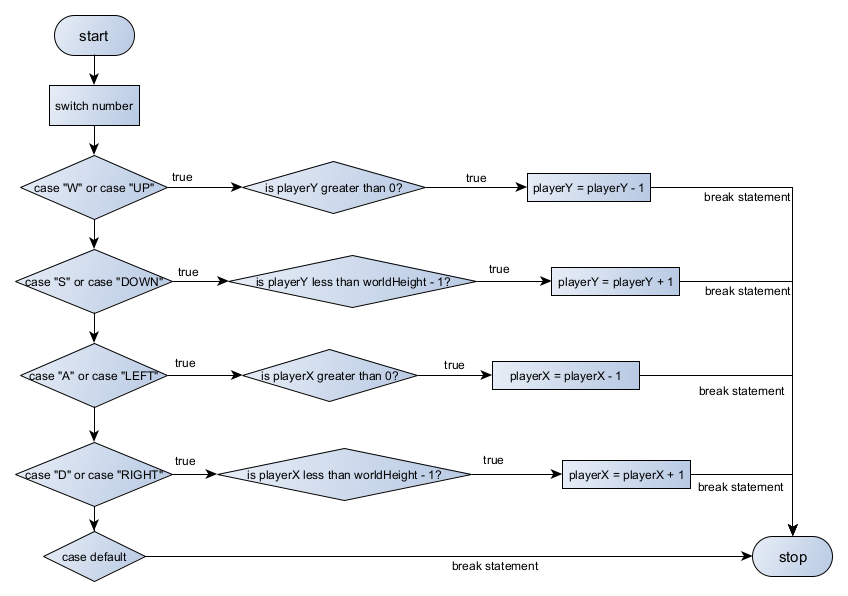 start
switch number
case "W" or case "UP"
true
is playerY greater than 0?
true
playerY = playerY - 1
break statement
case "S" or case "DOWN"
true
is playerY less than worldHeight - 1?
true
playerY = playerY + 1
break statement
case "A" or case "LEFT"
true
is playerX greater than 0?
true
playerX = playerX - 1
break statement
case "D" or case "RIGHT"
true
is playerX less than worldHeight - 1?
true
playerX = playerX + 1
break statement
case default
break statement
stop